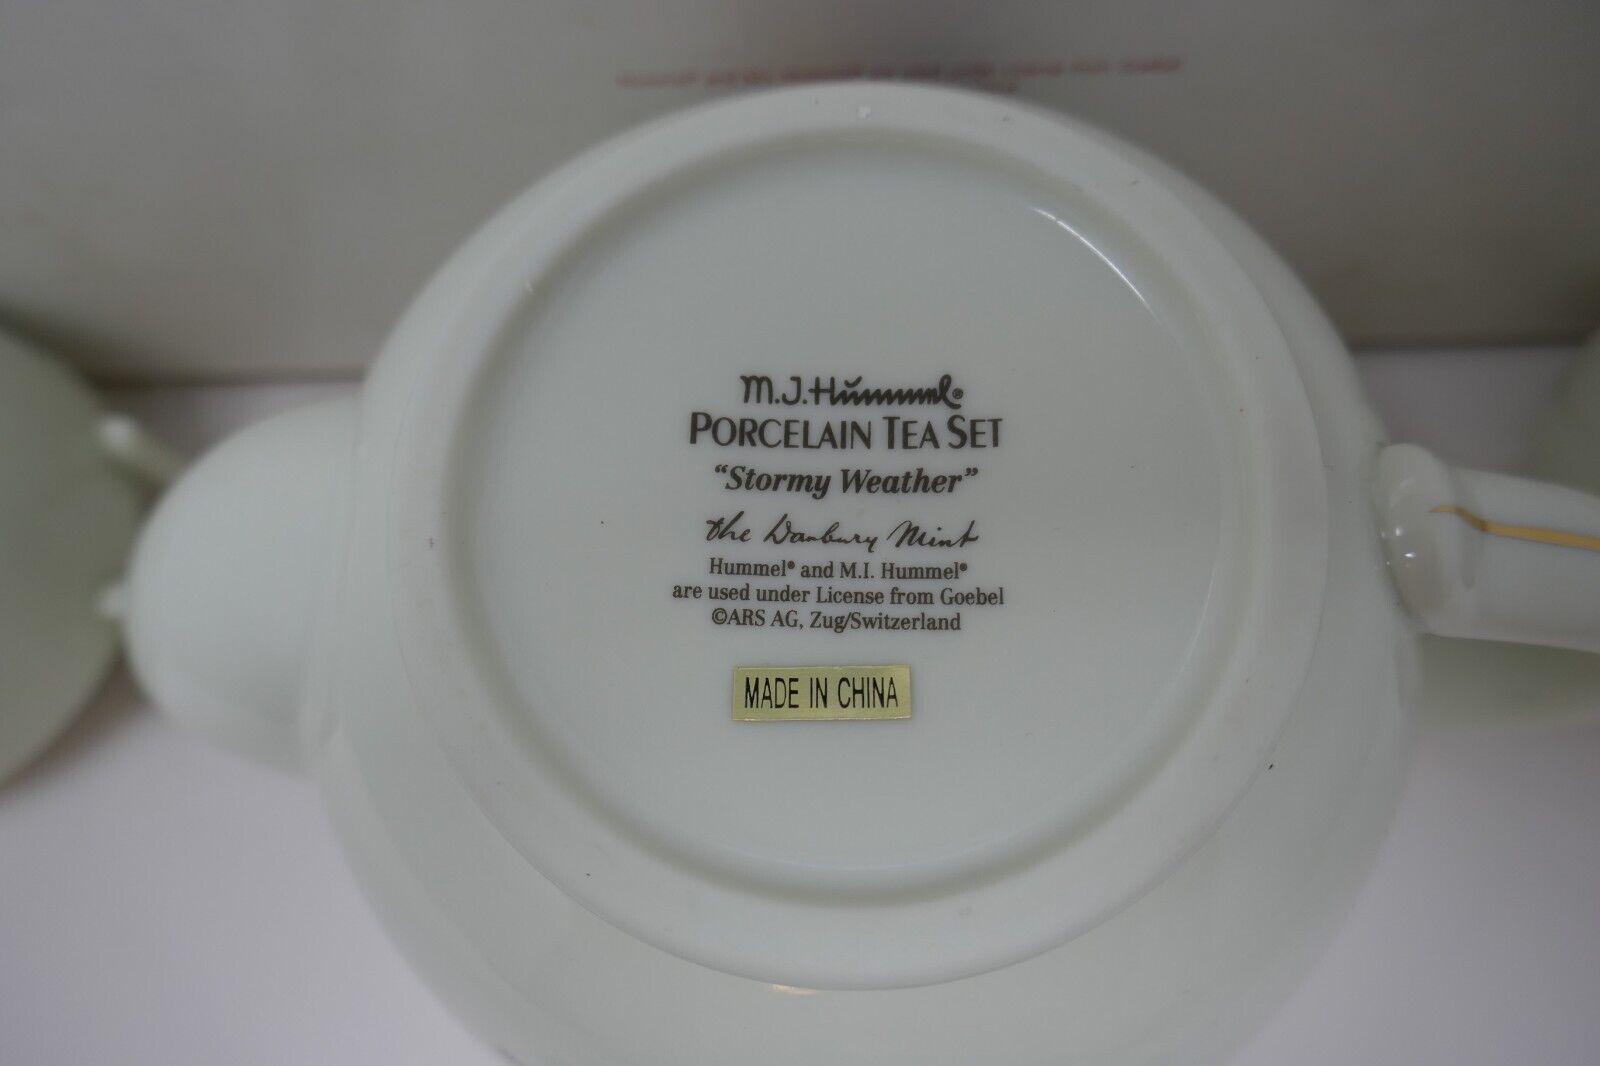 M.J. Hummel®
PORCELAIN TEA SET
“Stormy Weather”
the Danbury Mint
Hummel® and M.I. Hummel®
are used under License from Goebel
©ARS AG, Zug/Switzerland
MADE IN CHINA